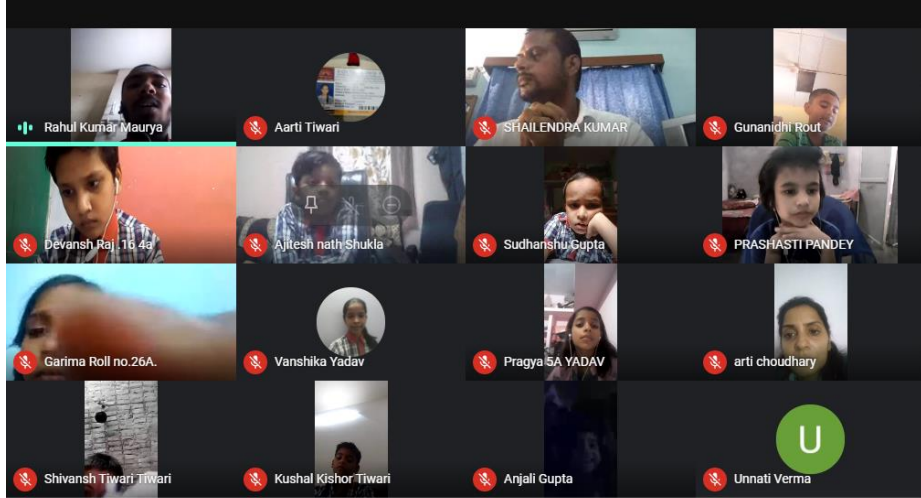 Rahul Kumar Maurya
Aarti Tiwari
SHAILENDRA KUMAR
Gunanidhi Rout
Devansh Raj .16 4a
Ajitesh nath Shukla
Sudhanshu Gupta
PRASHASTI PANDEY
Garima Roll no.26A.
Vanshika Yadav
Pragya 5A YADAV
arti choudhary
Shivansh Tiwari Tiwari
Kushal Kishor Tiwari
Anjali Gupta
U
Unnati Verma